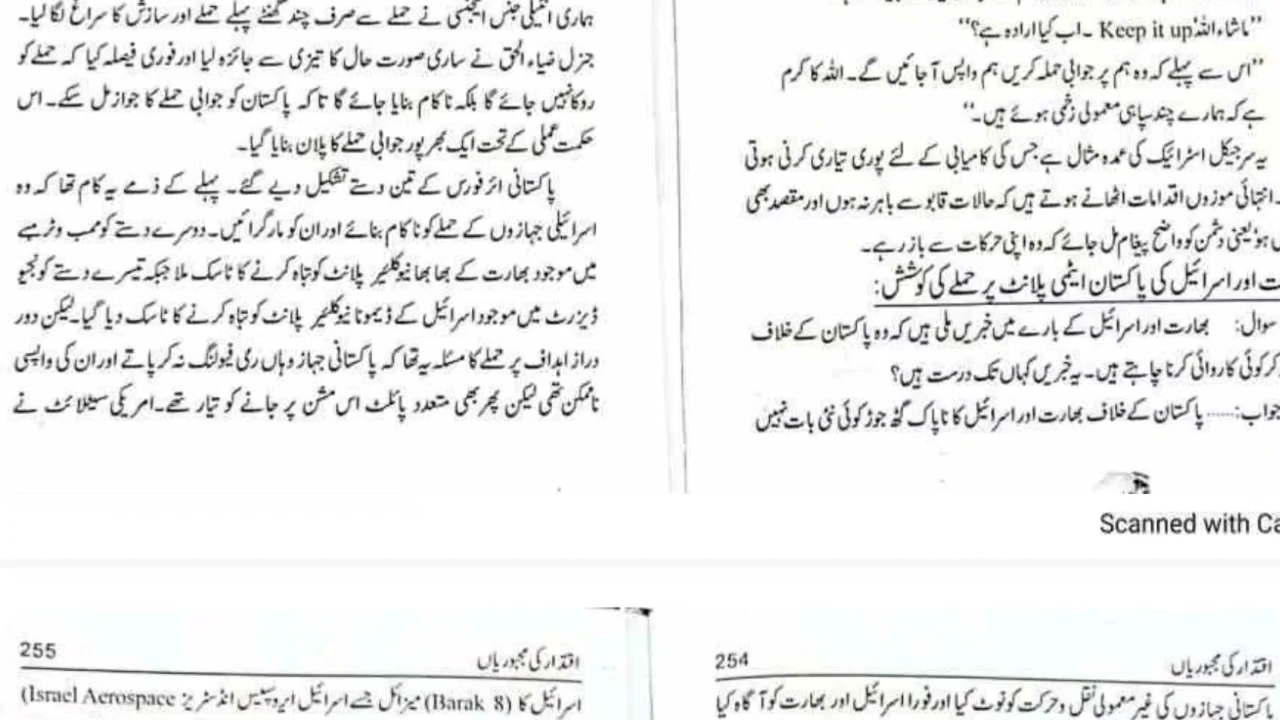 "ماشاءاللہ Keep it up ۔اب کیا ارادہ ہے؟"
"اس سے پہلے کہ وہ ہم پر جوابی حملہ کریں ہم واپس آ جائیں گے۔ اللہ کا کرم
ہے کہ ہمارے چند سپاہی معمولی زخمی ہوئے ہیں۔"
یہ سرجیکل اسٹرائیک کی عمدہ مثال ہے جس کی کامیابی کے لئے پوری تیاری کرنی ہوتی
۔ انتہائی موزوں اقدامات اٹھانے ہوتے ہیں کہ حالات قابو سے باہر نہ ہوں اور مقصد بھی
ہو یعنی دشمن کو واضح پیغام مل جائے کہ وہ اپنی حرکات سے باز رہے۔
ت اور اسرائیل کی پاکستان ایٹمی پلانٹ پر حملے کی کوشش:
سوال: بھارت اور اسرائیل کے بارے میں خبریں ملی ہیں کہ وہ پاکستان کے خلاف
کر کوئی کاروائی کرنا چاہتے ہیں۔ یہ خبریں کہاں تک درست ہیں؟
جواب:...... پاکستان کے خلاف بھارت اور اسرائیل کا ناپاک گٹھ جوڑ کوئی نئی بات نہیں
ہماری انٹیلی جنس ایجنسی نے حملے سے صرف چند گھنٹے پہلے حملے اور سازش کا سراغ لگا لیا۔
جنرل ضیاء الحق نے ساری صورت حال کا تیزی سے جائزہ لیا اور فوری فیصلہ کیا کہ حملے کو
روکا نہیں جائے گا بلکہ ناکام بنایا جائے گا تا کہ پاکستان کو جوابی حملے کا جواز مل سکے۔ اس
حکمت عملی کے تحت ایک بھرپور جوابی حملے کا پلان بنایا گیا۔
پاکستانی ائر فورس کے تین دستے تشکیل دیے گئے۔ پہلے کے ذمے یہ کام تھا کہ وہ
اسرائیلی جہازوں کے حملے کو ناکام بنائے اور ان کو مار گرائیں۔ دوسرے دستے کو ممب وٹر مے
میں موجود بھارت کے بھابھا نیوکلئیر پلانٹ کو تباہ کرنے کا ٹاسک ملا جبکہ تیسرے دستے کو نجیو
ڈیزرٹ میں موجود اسرائیل کے ڈیمونا نیوکلئیر پلانٹ کو تباہ کرنے کا ٹاسک دیا گیا۔ لیکن دور
دراز اہداف پر حملے کا مسئلہ یہ تھا کہ پاکستانی جہاز وہاں ری فیولنگ نہ کر پاتے اور ان کی واپسی
ناممکن تھی لیکن پھر بھی متعدد پائلٹ اس مشن پر جانے کو تیار تھے۔ امریکی سیٹلائٹ نے
Scanned with Ca
254 اقتدار کی مجبوریاں
پاکستانی جہازوں کی غیر معمولی نقل و حرکت کو نوٹ کیا اور فورا اسرائیل اور بھارت کو آگاہ کیا
255 اقتدار کی مجبوریاں
اسرائیل کا (Barak 8) میزائل جسے اسرائیل ایروسپیس انڈسٹریز Israel Aerospace)